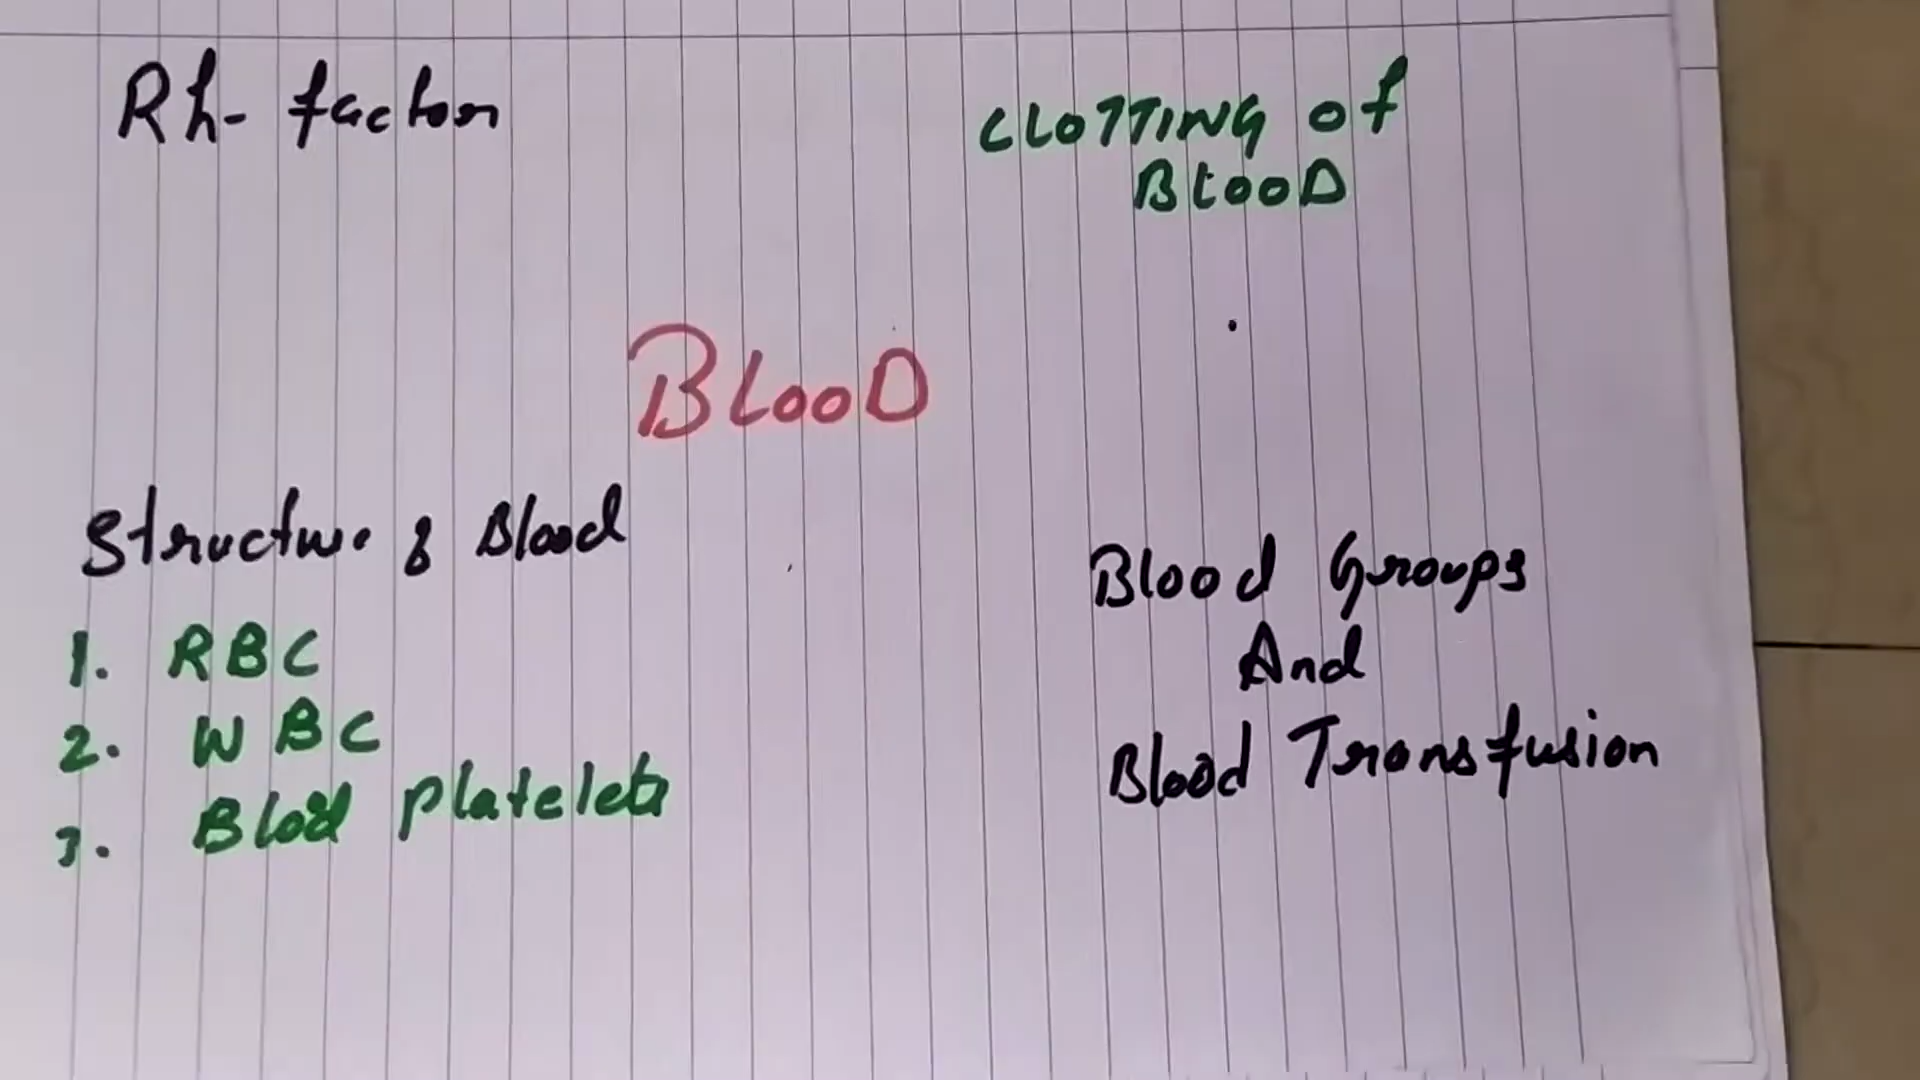 Rh- factor
CLOTTING of
BLOOD
BLOOD
Structure of Blood
1. RBC
2. WBC
3. Blood platelets
Blood Groups
And
Blood Transfusion